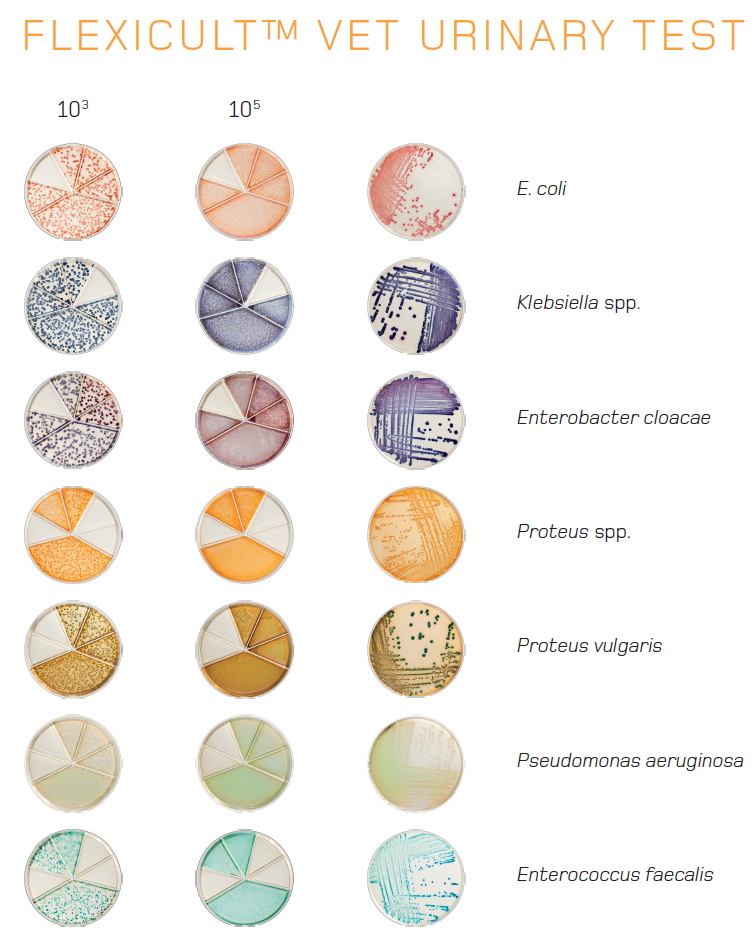 FLEXICULT™ VET URINARY TEST
10³ 10⁵
E. coli
Klebsiella spp.
Enterobacter cloacae
Proteus spp.
Proteus vulgaris
Pseudomonas aeruginosa
Enterococcus faecalis